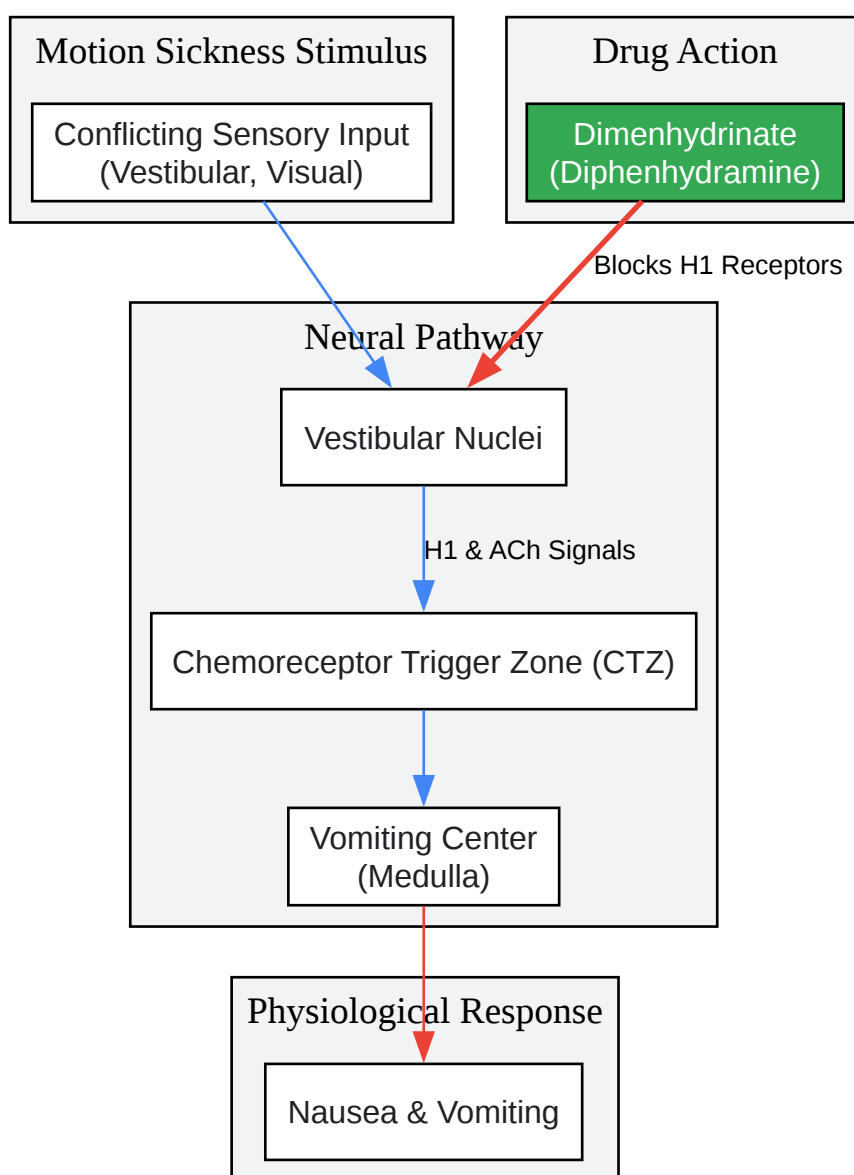 Motion Sickness Stimulus
Conflicting Sensory Input
(Vestibular, Visual)
Drug Action
Dimenhydrinate
(Diphenhydramine)
Blocks H1 Receptors
Neural Pathway
Vestibular Nuclei
H1 & ACh Signals
Chemoreceptor Trigger Zone (CTZ)
Vomiting Center
(Medulla)
Physiological Response
Nausea & Vomiting